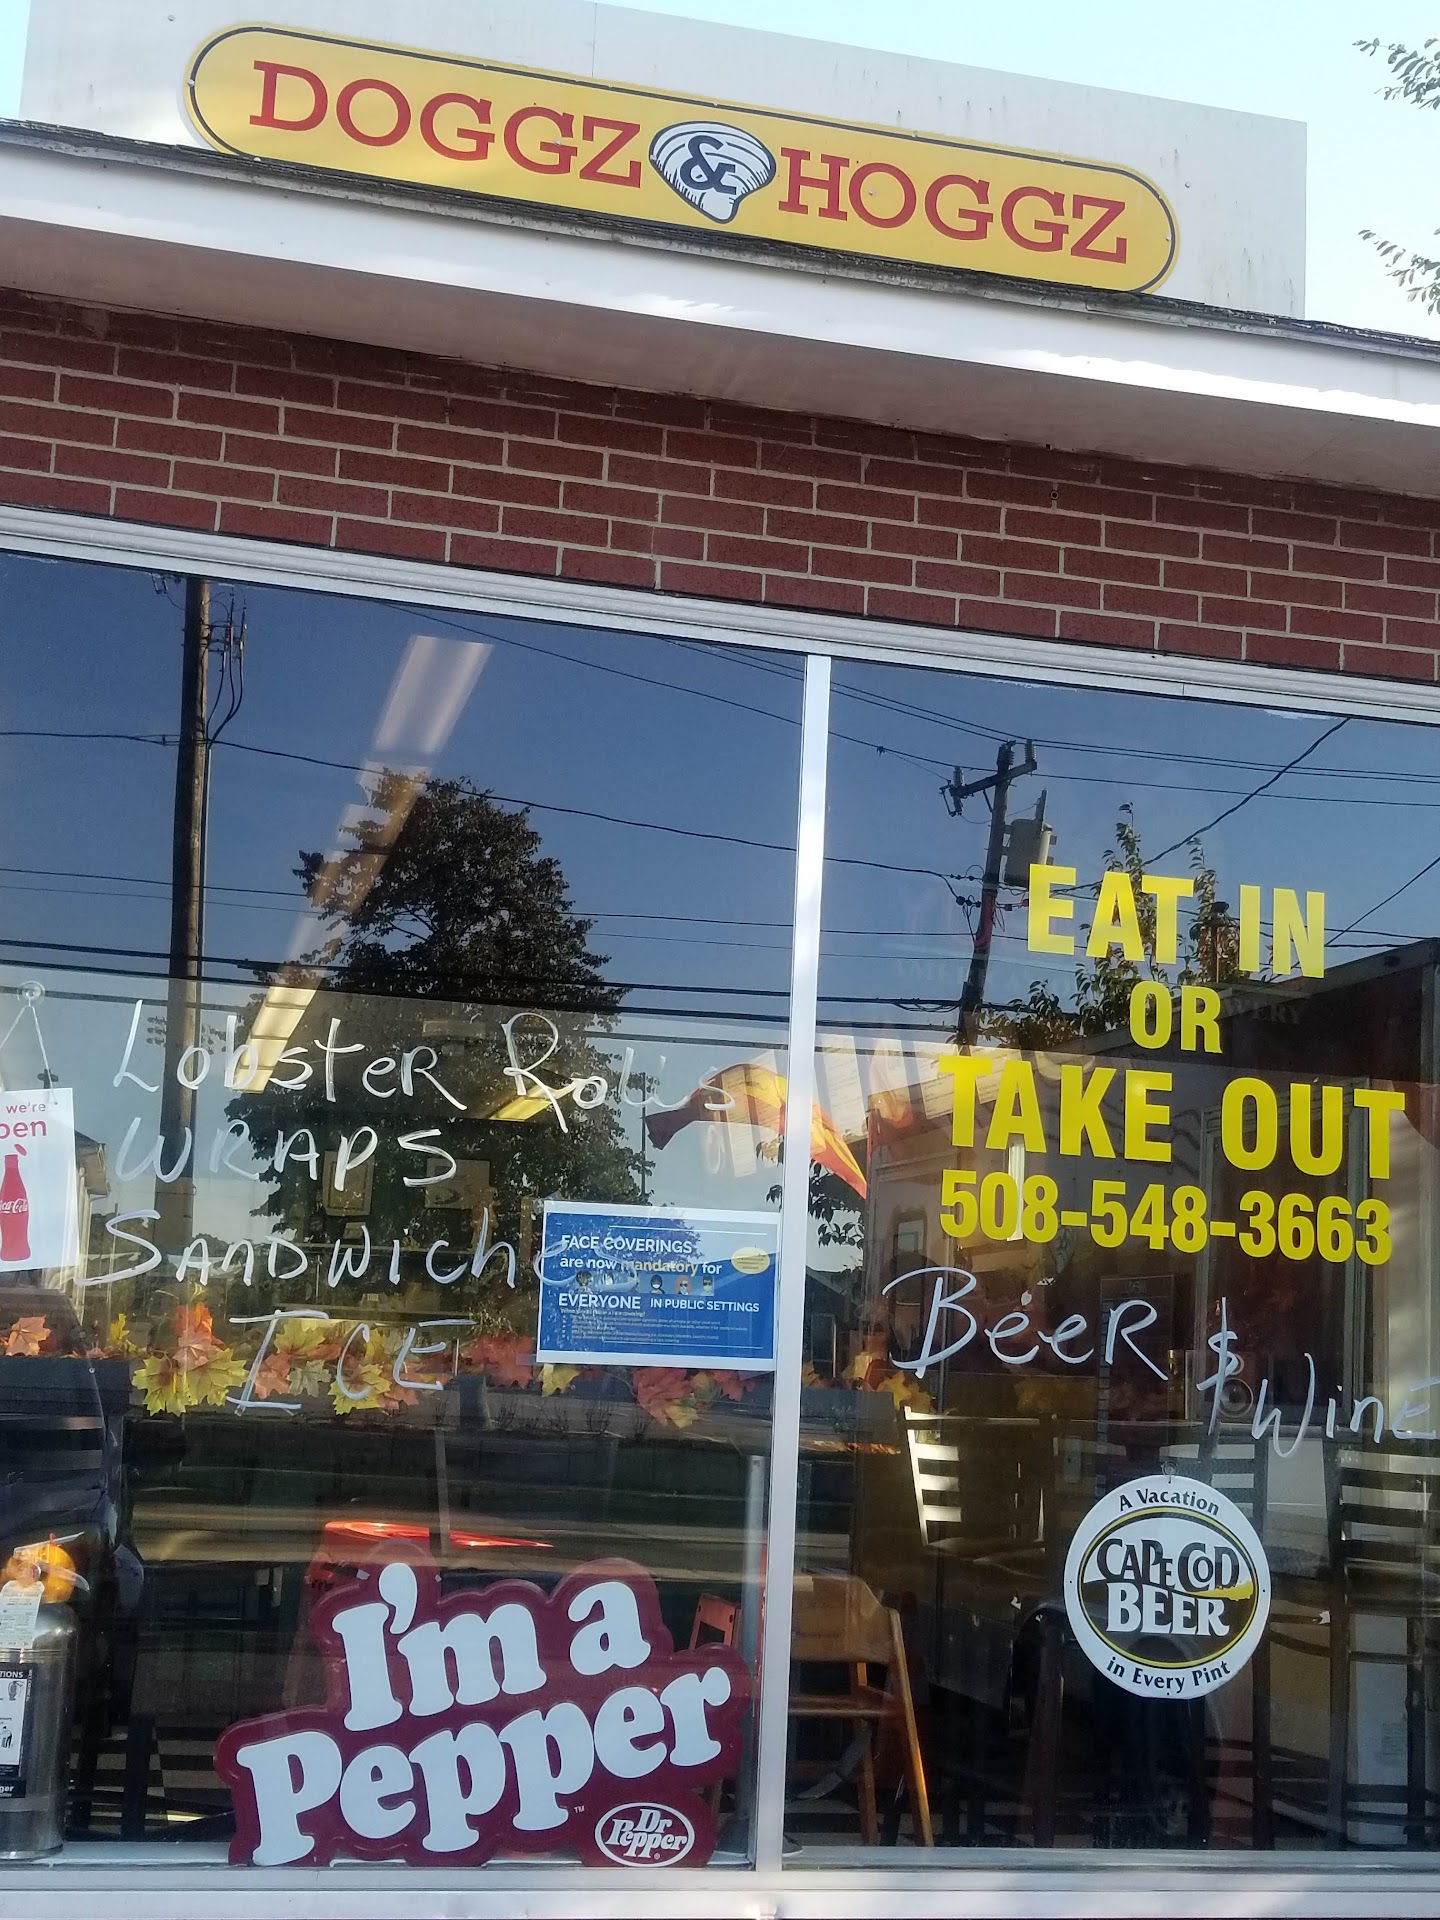 DOGGZ & HOGGZ
EAT IN
OR
TAKE OUT
508-548-3663
Lobster Rolls
WRAPS
SANDWiches
ICE
BeeR & Wine
we're
pen
Coca-Cola
FACE COVERINGS
are now mandatory for
EVERYONE IN PUBLIC SETTINGS
A Vacation
CAPE COD
BEER
in Every Pint
I'm a
Pepper
TM
Dr
Pepper